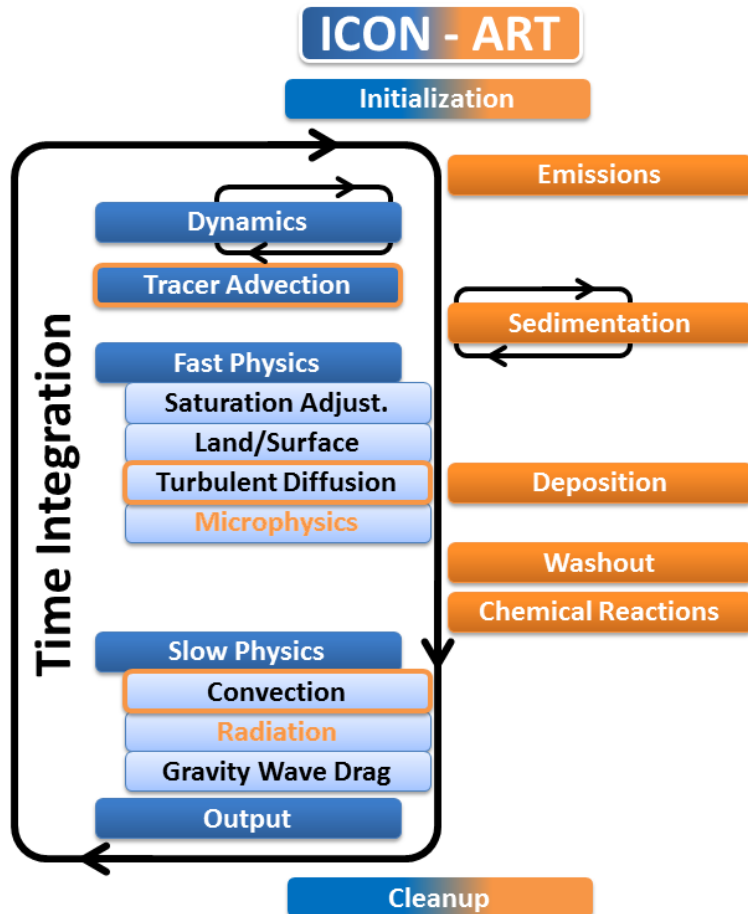 ICON - ART
Initialization
Emissions
Dynamics
Tracer Advection
Sedimentation
Time Integration
Fast Physics
Saturation Adjust.
Land/Surface
Turbulent Diffusion
Deposition
Microphysics
Washout
Chemical Reactions
Slow Physics
Convection
Radiation
Gravity Wave Drag
Output
Cleanup